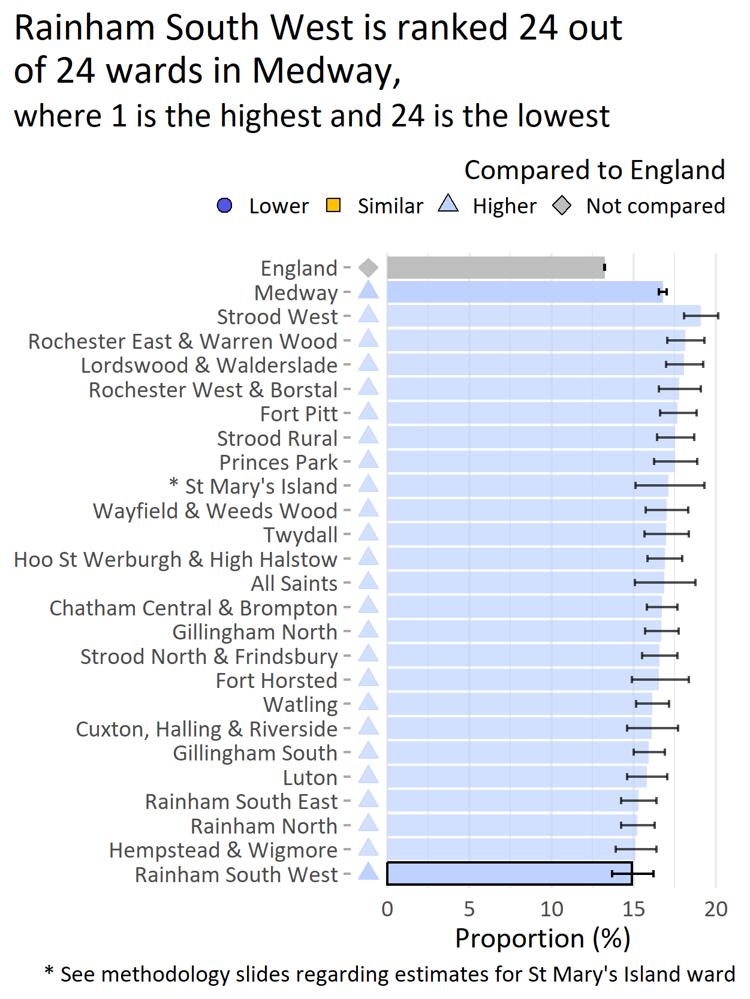 Rainham South West is ranked 24 out
of 24 wards in Medway,
where 1 is the highest and 24 is the lowest
Compared to England
Lower Similar Higher Not compared
England
Medway
Strood West
Rochester East & Warren Wood
Lordswood & Walderslade
Rochester West & Borstal
Fort Pitt
Strood Rural
Princes Park
* St Mary's Island
Wayfield & Weeds Wood
Twydall
Hoo St Werburgh & High Halstow
All Saints
Chatham Central & Brompton
Gillingham North
Strood North & Frindsbury
Fort Horsted
Watling
Cuxton, Halling & Riverside
Gillingham South
Luton
Rainham South East
Rainham North
Hempstead & Wigmore
Rainham South West
0 5 10 15 20
Proportion (%)
* See methodology slides regarding estimates for St Mary's Island ward